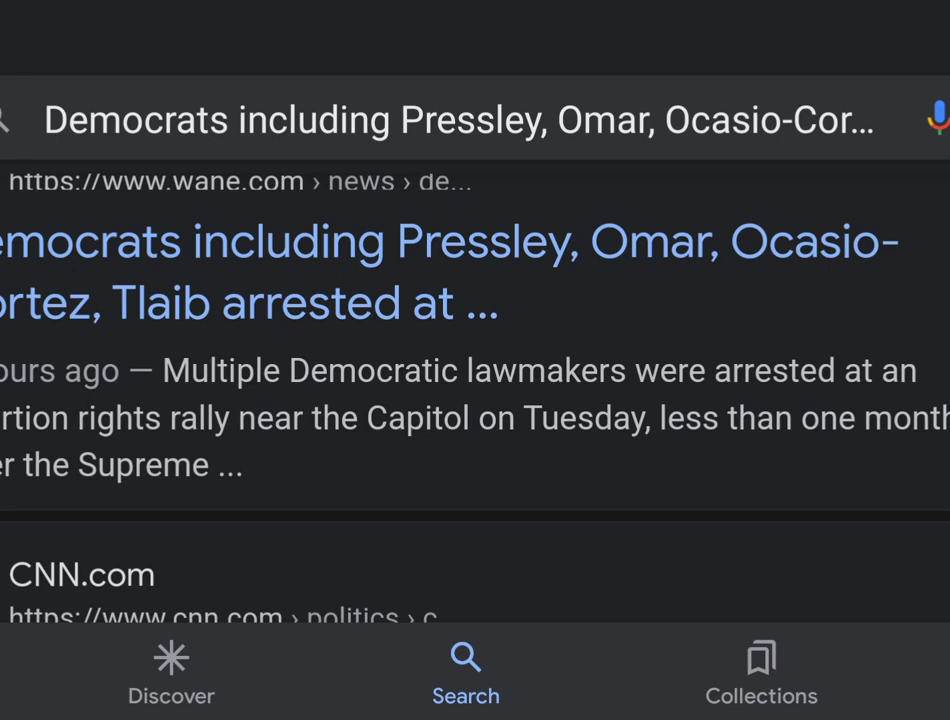 Democrats including Pressley, Omar, Ocasio-Cor...
https://www.wane.com › news › de...
emocrats including Pressley, Omar, Ocasio-
ortez, Tlaib arrested at ...
ours ago — Multiple Democratic lawmakers were arrested at an
rtion rights rally near the Capitol on Tuesday, less than one month
er the Supreme ...
CNN.com
https://www.cnn.com › politics › c
Discover
Search
Collections